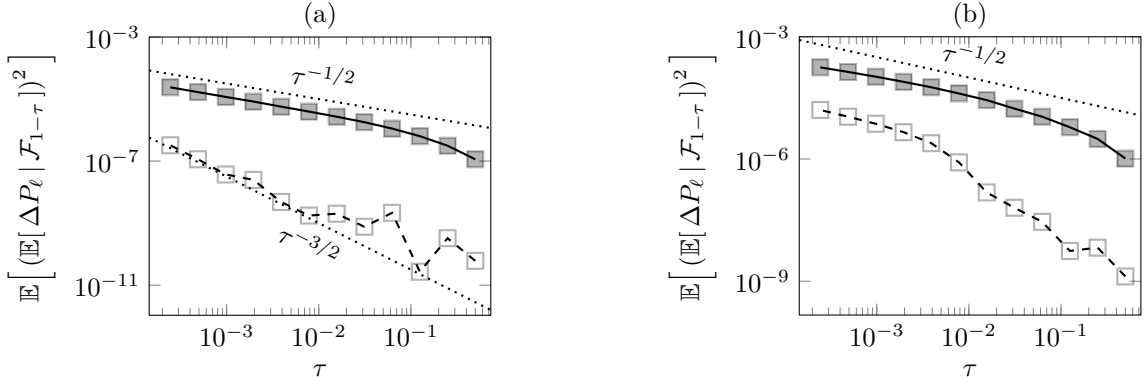 (a)
10^{-3}
10^{-7}
10^{-11}
𝔼[(𝔼[ΔP_ℓ | ℱ_{1−τ}])^2]
τ^{-1/2}
τ^{-3/2}
10^{-3} 10^{-2} 10^{-1}
τ
(b)
10^{-3}
10^{-6}
10^{-9}
𝔼[(𝔼[ΔP_ℓ | ℱ_{1−τ}])^2]
τ^{-1/2}
10^{-3} 10^{-2} 10^{-1}
τ